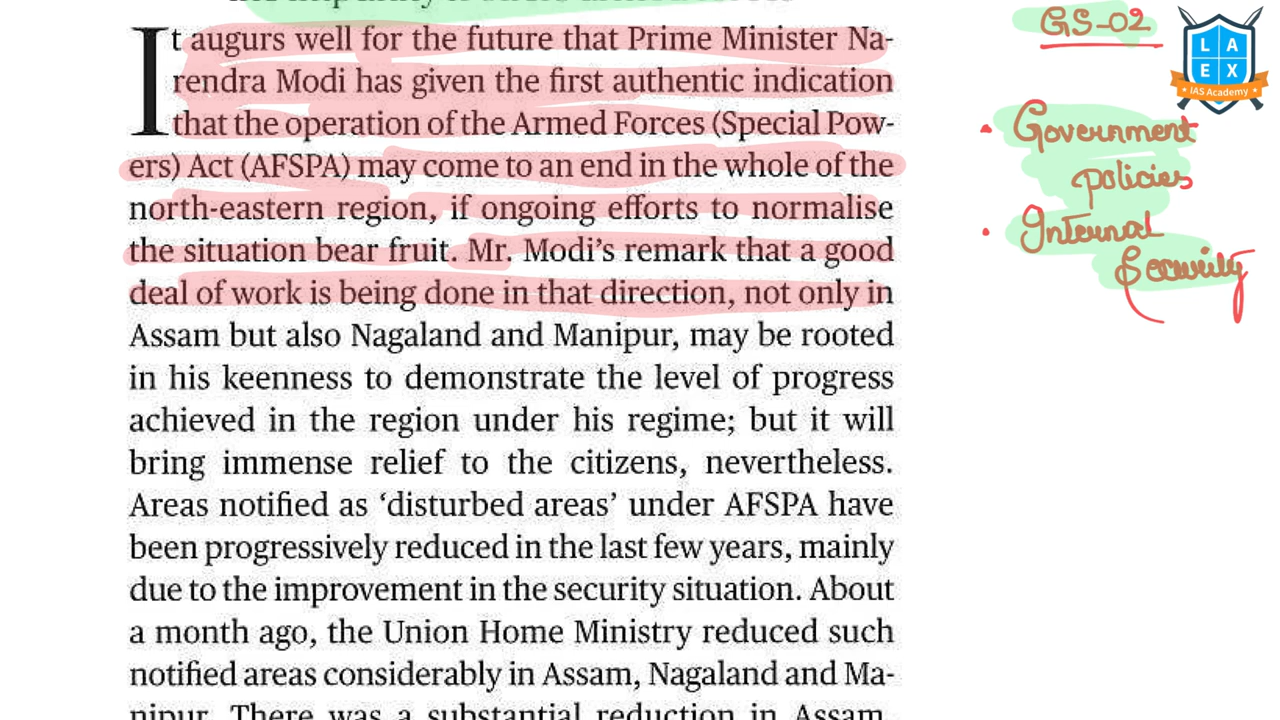 It augurs well for the future that Prime Minister Na-
rendra Modi has given the first authentic indication
that the operation of the Armed Forces (Special Pow-
ers) Act (AFSPA) may come to an end in the whole of the
north-eastern region, if ongoing efforts to normalise
the situation bear fruit. Mr. Modi’s remark that a good
deal of work is being done in that direction, not only in
Assam but also Nagaland and Manipur, may be rooted
in his keenness to demonstrate the level of progress
achieved in the region under his regime; but it will
bring immense relief to the citizens, nevertheless.
Areas notified as ‘disturbed areas’ under AFSPA have
been progressively reduced in the last few years, mainly
due to the improvement in the security situation. About
a month ago, the Union Home Ministry reduced such
notified areas considerably in Assam, Nagaland and Ma-
nipur. There was a substantial reduction in Assam,
GS-02
• Government
policies
• Internal
Security
L A
E X
IAS Academy